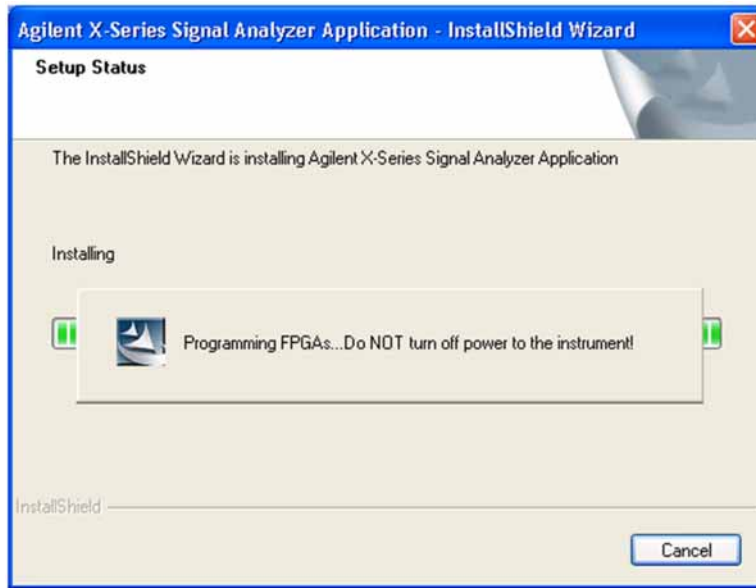 Agilent X-Series Signal Analyzer Application - InstallShield Wizard
Setup Status
The InstallShield Wizard is installing Agilent X-Series Signal Analyzer Application
Installing
Programming FPGAs...Do NOT turn off power to the instrument!
InstallShield
Cancel